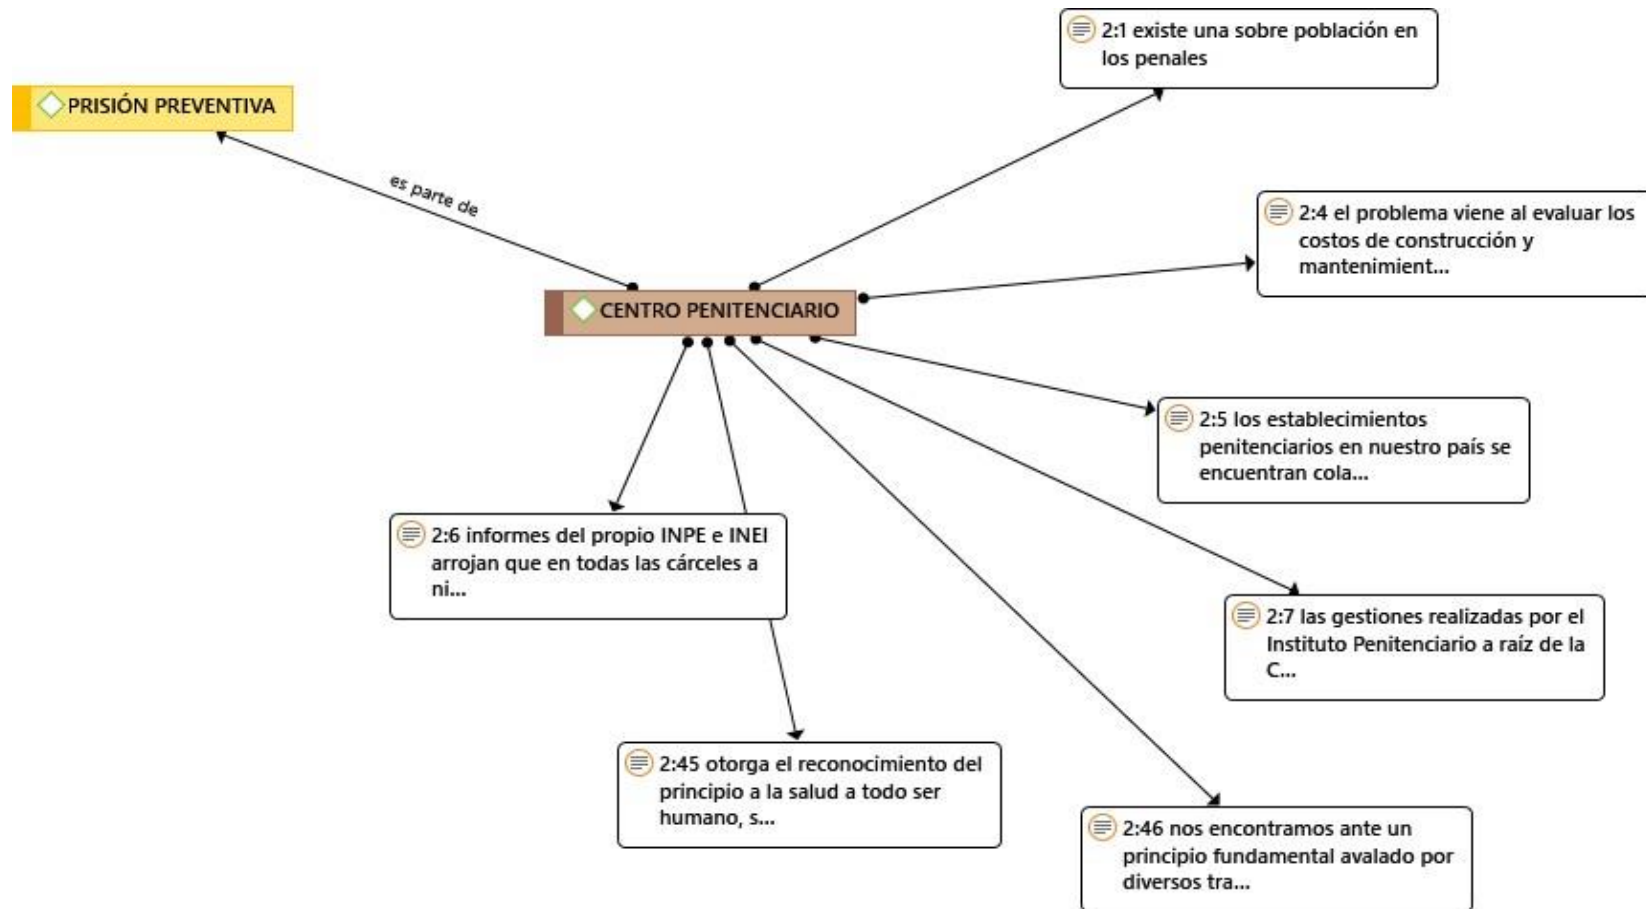 2:1 existe una sobre población en
los penales
PRISIÓN PREVENTIVA
es parte de
2:4 el problema viene al evaluar los
costos de construcción y
mantenimient...
CENTRO PENITENCIARIO
2:5 los establecimientos
penitenciarios en nuestro país se
encuentran cola...
2:6 informes del propio INPE e INEI
arrojan que en todas las cárceles a
ni...
2:7 las gestiones realizadas por el
Instituto Penitenciario a raíz de la
C...
2:45 otorga el reconocimiento del
principio a la salud a todo ser
humano, s...
2:46 nos encontramos ante un
principio fundamental avalado por
diversos tra...